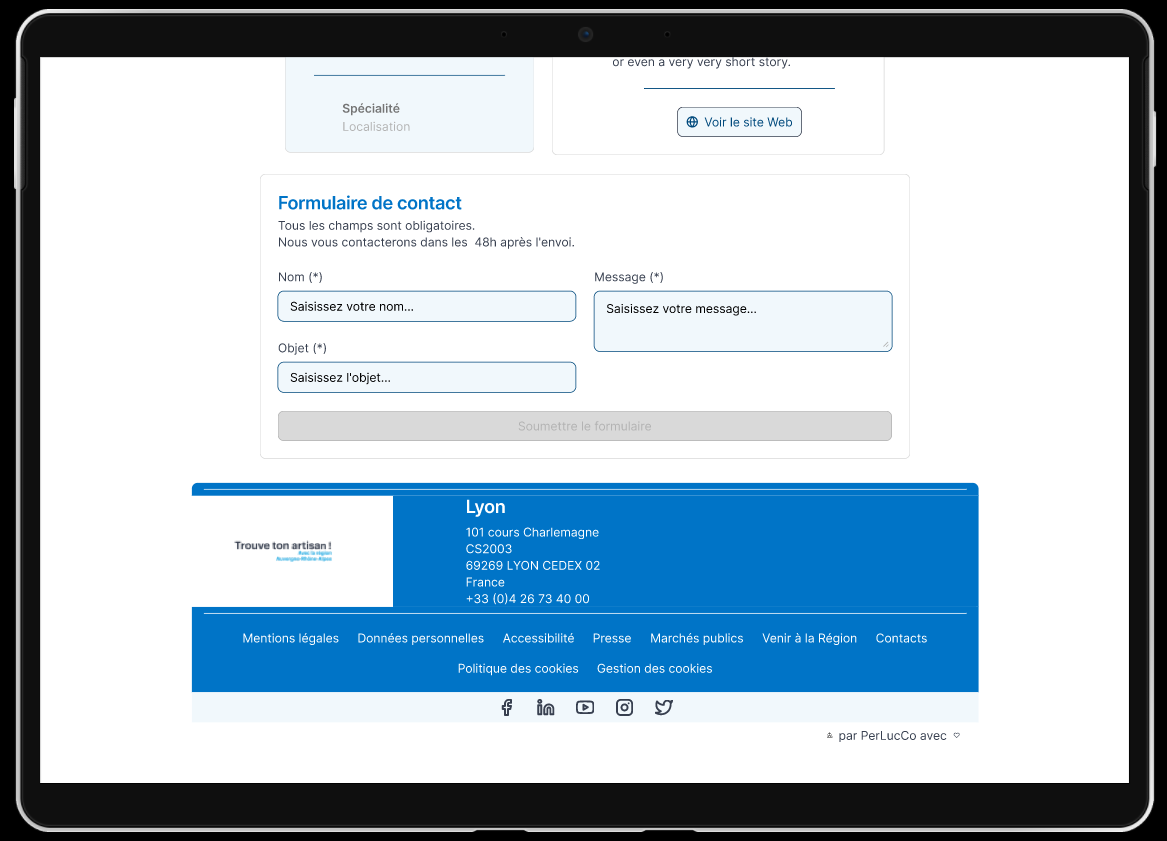 or even a very very short story.
Spécialité
Localisation
Voir le site Web
Formulaire de contact
Tous les champs sont obligatoires.
Nous vous contacterons dans les  48h après l'envoi.
Nom (*)
Saisissez votre nom...
Objet (*)
Saisissez l'objet...
Message (*)
Saisissez votre message...
Soumettre le formulaire
Trouve ton artisan !
Avec la région
Auvergne-Rhône-Alpes
Lyon
101 cours Charlemagne
CS2003
69269 LYON CEDEX 02
France
+33 (0)4 26 73 40 00
Mentions légales Données personnelles Accessibilité Presse Marchés publics Venir à la Région Contacts
Politique des cookies Gestion des cookies
par PerLucCo avec